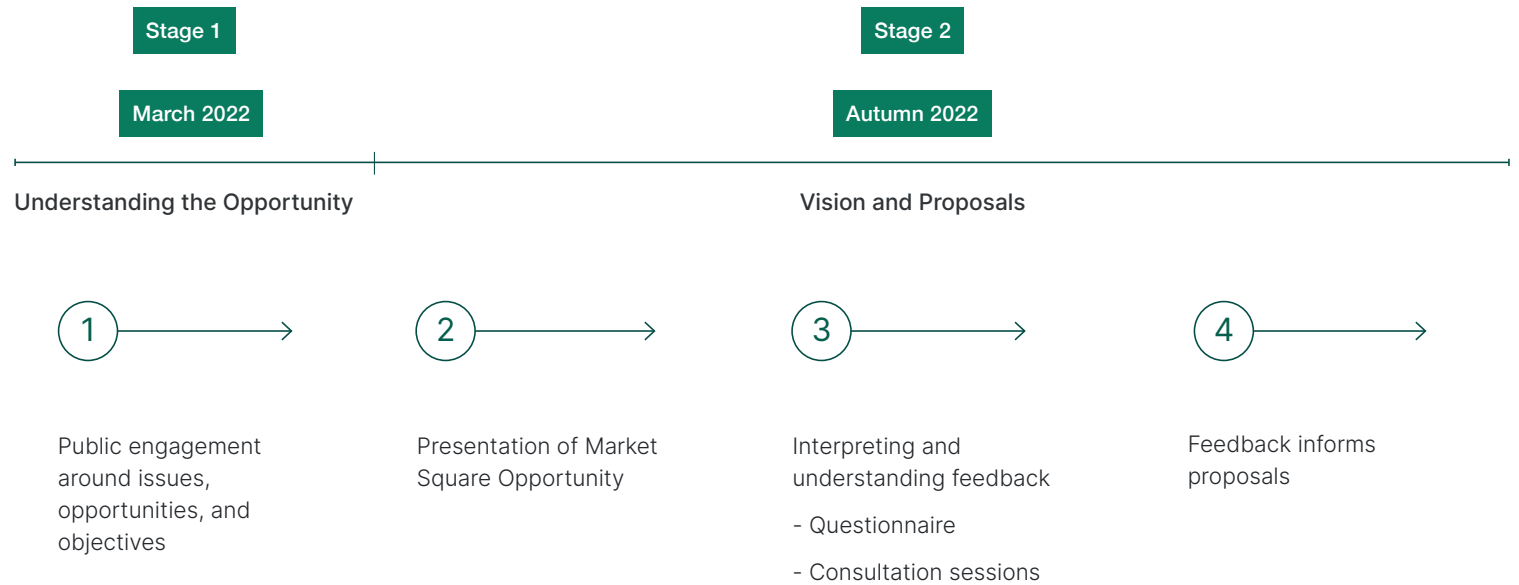 Stage 1
Stage 2
March 2022
Autumn 2022
Understanding the Opportunity
Vision and Proposals
1
2
3
4
Public engagement
around issues,
opportunities, and
objectives
Presentation of Market
Square Opportunity
Interpreting and
understanding feedback
- Questionnaire
- Consultation sessions
Feedback informs
proposals